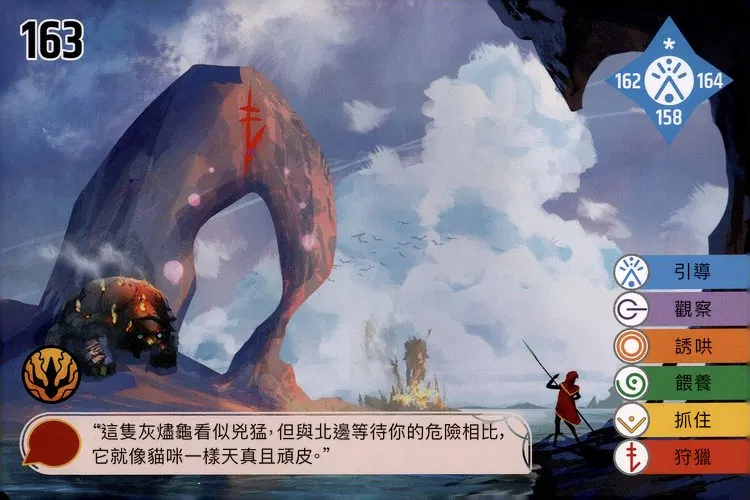 163
*
162
164
158
引導
觀察
誘哄
餵養
抓住
狩獵
“這隻灰燼龜看似兇猛，但與北邊等待你的危險相比，
它就像貓咪一樣天真且頑皮。”